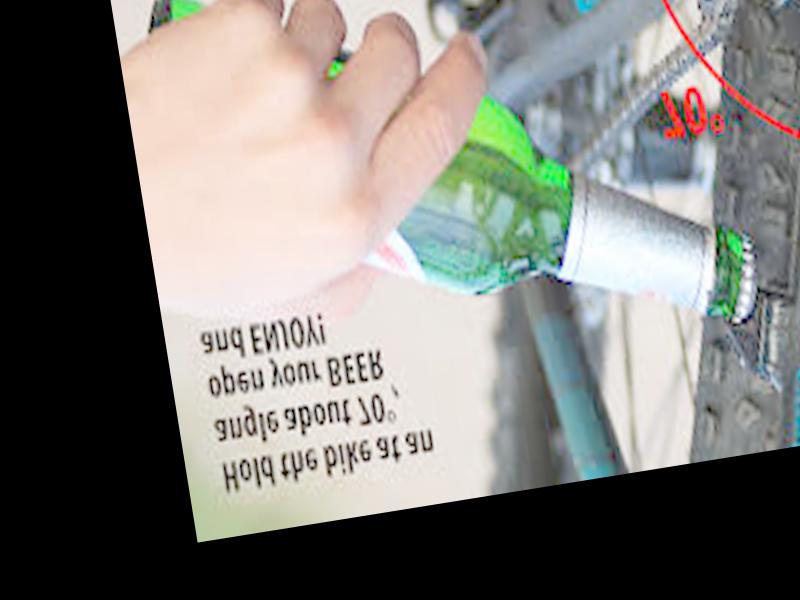 Hold the bike at an
angle about 70°,
open your BEER
and ENJOY!
70°